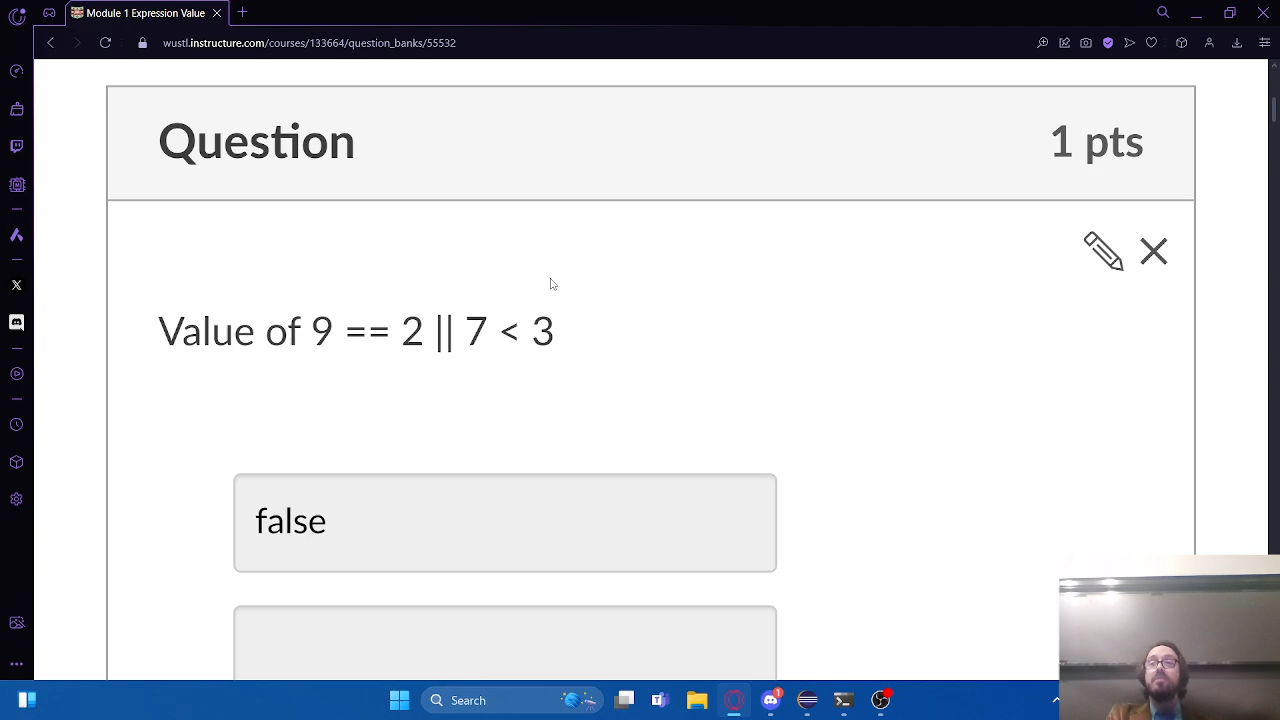 Module 1 Expression Value
wustl.instructure.com/courses/133664/question_banks/55532
Question
1 pts
Value of 9 == 2 || 7 < 3
false
Search
1